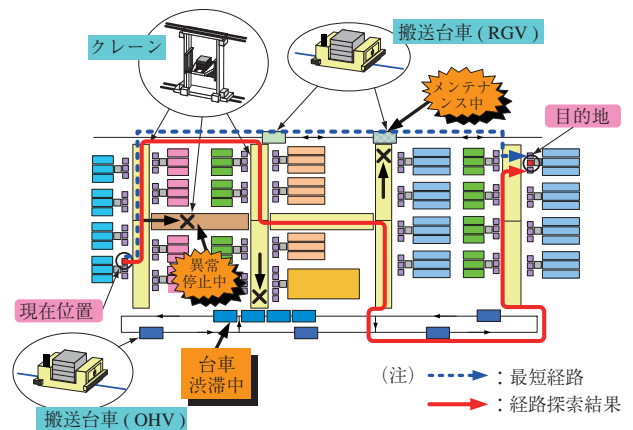 クレーン
搬送台車 ( RGV )
メンテナ
ンス中
目的地
異常
停止中
現在位置
台車
渋滞中
搬送台車 ( OHV )
(注)
：最短経路
：経路探索結果